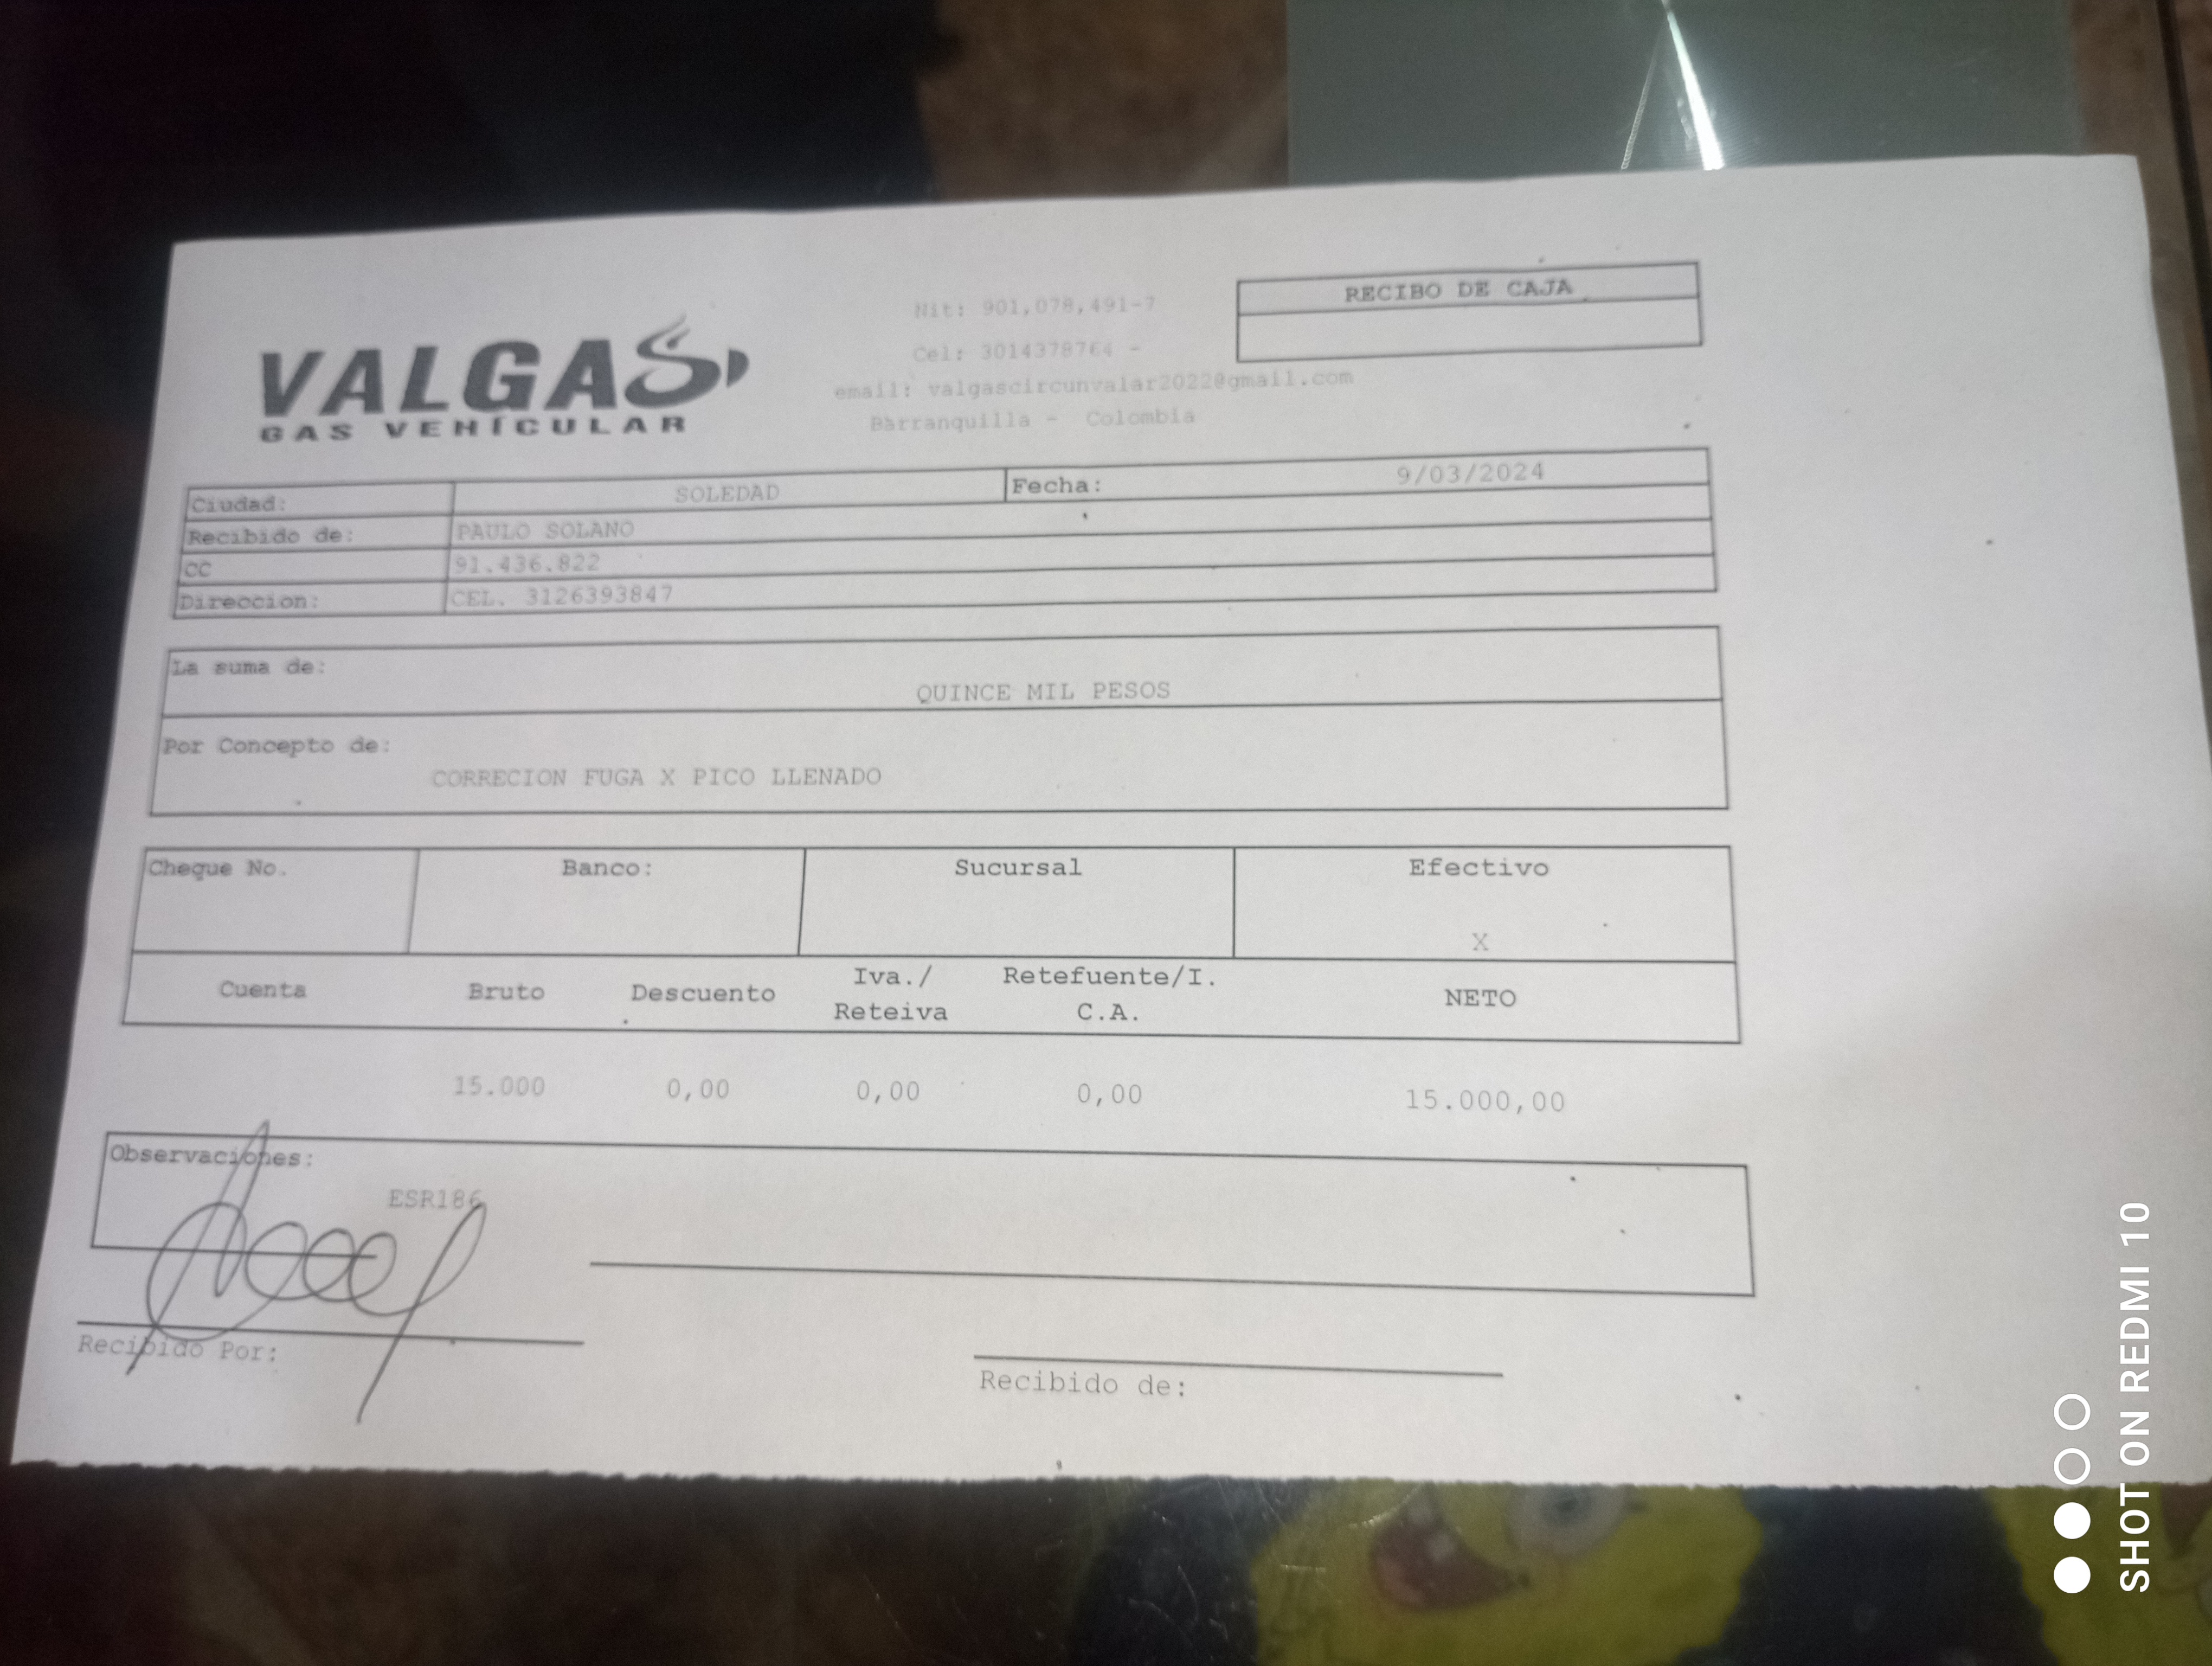 VALGAS
GAS VEHÍCULAR
Nit: 901,078,491-7
Cel: 3014378764 -
email: valgascircunvalar2022@gmail.com
Barranquilla - Colombia
RECIBO DE CAJA
Ciudad: SOLEDAD Fecha: 9/03/2024
Recibido de: PAULO SOLANO
CC 91.436.822
Direccion: CEL. 3126393847
La suma de:
QUINCE MIL PESOS
Por Concepto de:
CORRECION FUGA X PICO LLENADO
Cheque No. Banco: Sucursal Efectivo
X
Cuenta Bruto Descuento Iva./ Reteiva Retefuente/I. C.A. NETO
15.000 0,00 0,00 0,00 15.000,00
Observaciones:
ESR186
Recibido Por:
Recibido de:
SHOT ON REDMI 10